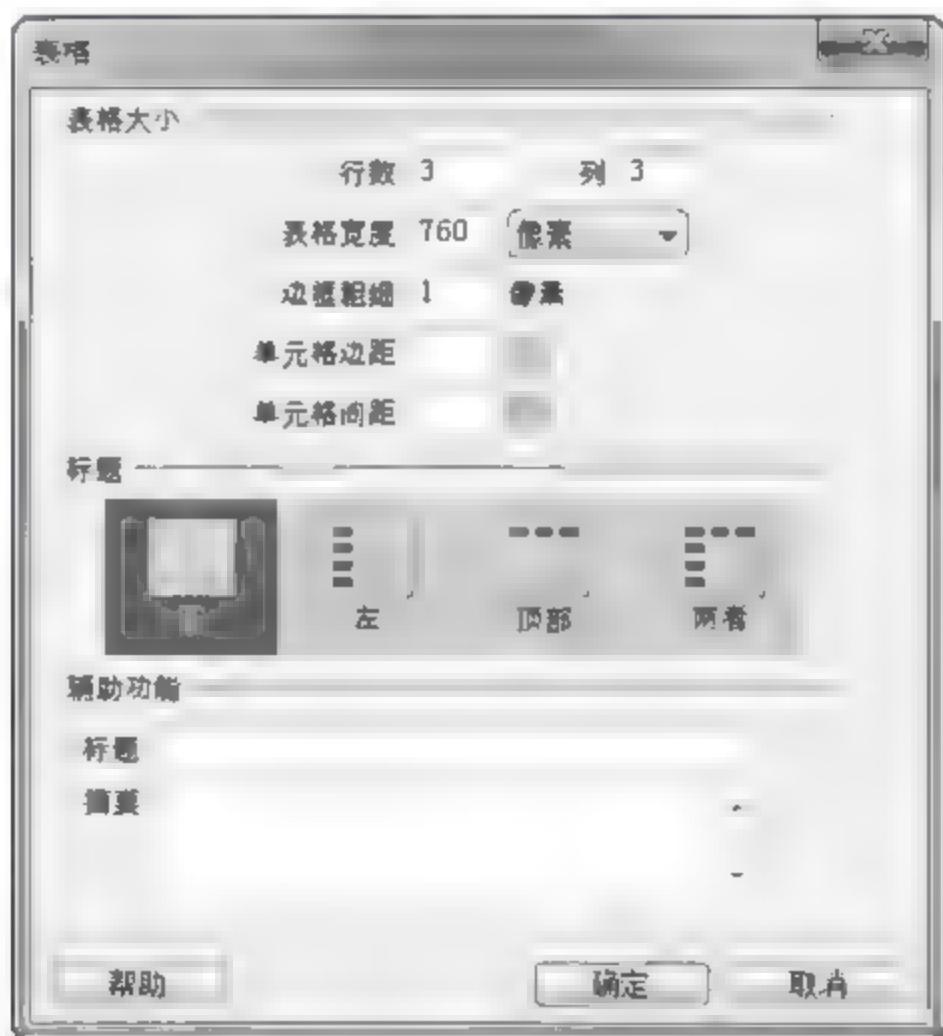 表格
表格大小
行数 3 列 3
表格宽度 760 像素
边框粗细 1 像素
单元格边距
单元格间距
标题
左 顶部 两者
辅助功能
标题
摘要
帮助 确定 取消